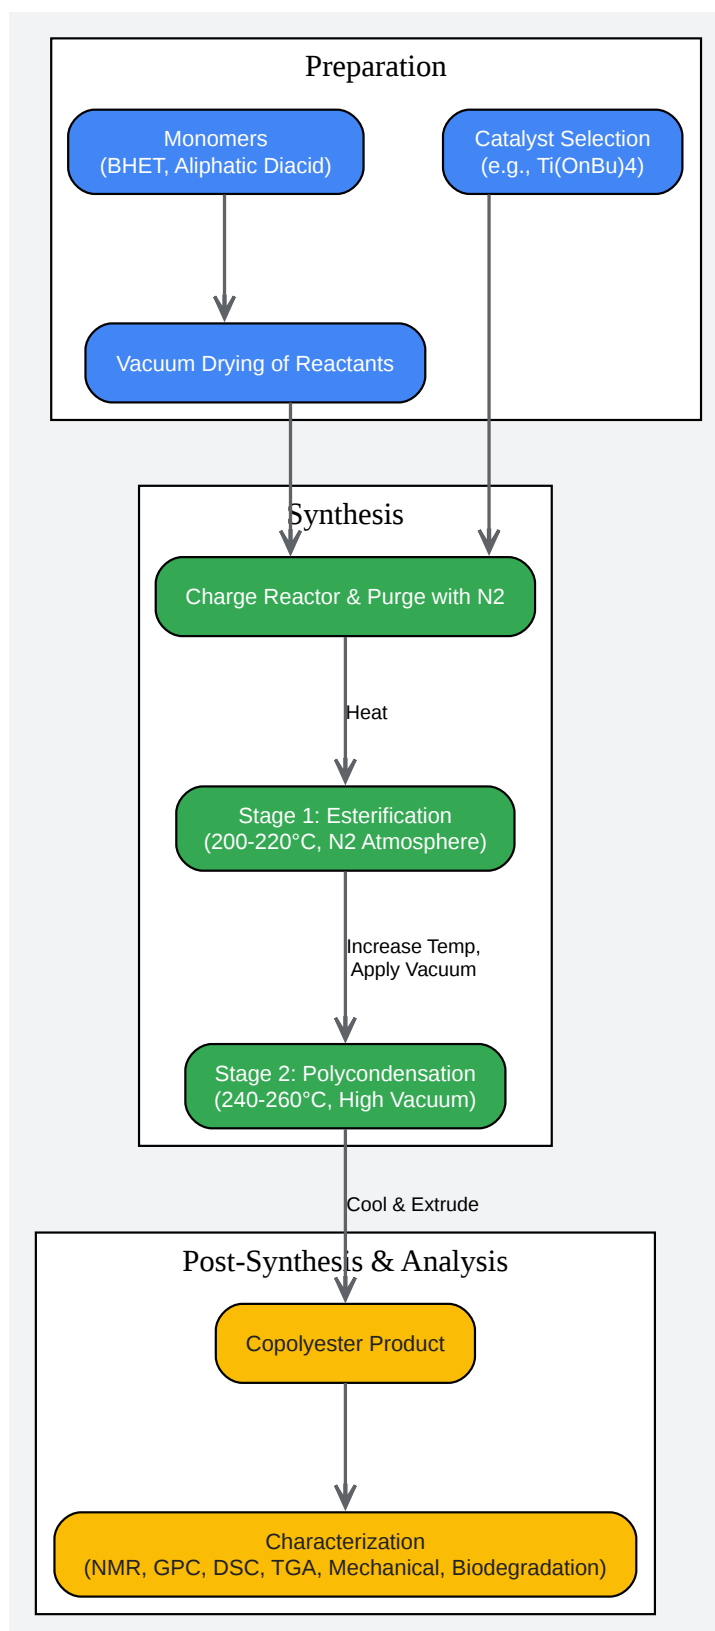 Preparation
Monomers
(BHET, Aliphatic Diacid)
Catalyst Selection
(e.g., Ti(OnBu)4)
Vacuum Drying of Reactants
Synthesis
Charge Reactor & Purge with N2
Heat
Stage 1: Esterification
(200-220°C, N2 Atmosphere)
Increase Temp,
Apply Vacuum
Stage 2: Polycondensation
(240-260°C, High Vacuum)
Cool & Extrude
Post-Synthesis & Analysis
Copolyester Product
Characterization
(NMR, GPC, DSC, TGA, Mechanical, Biodegradation)